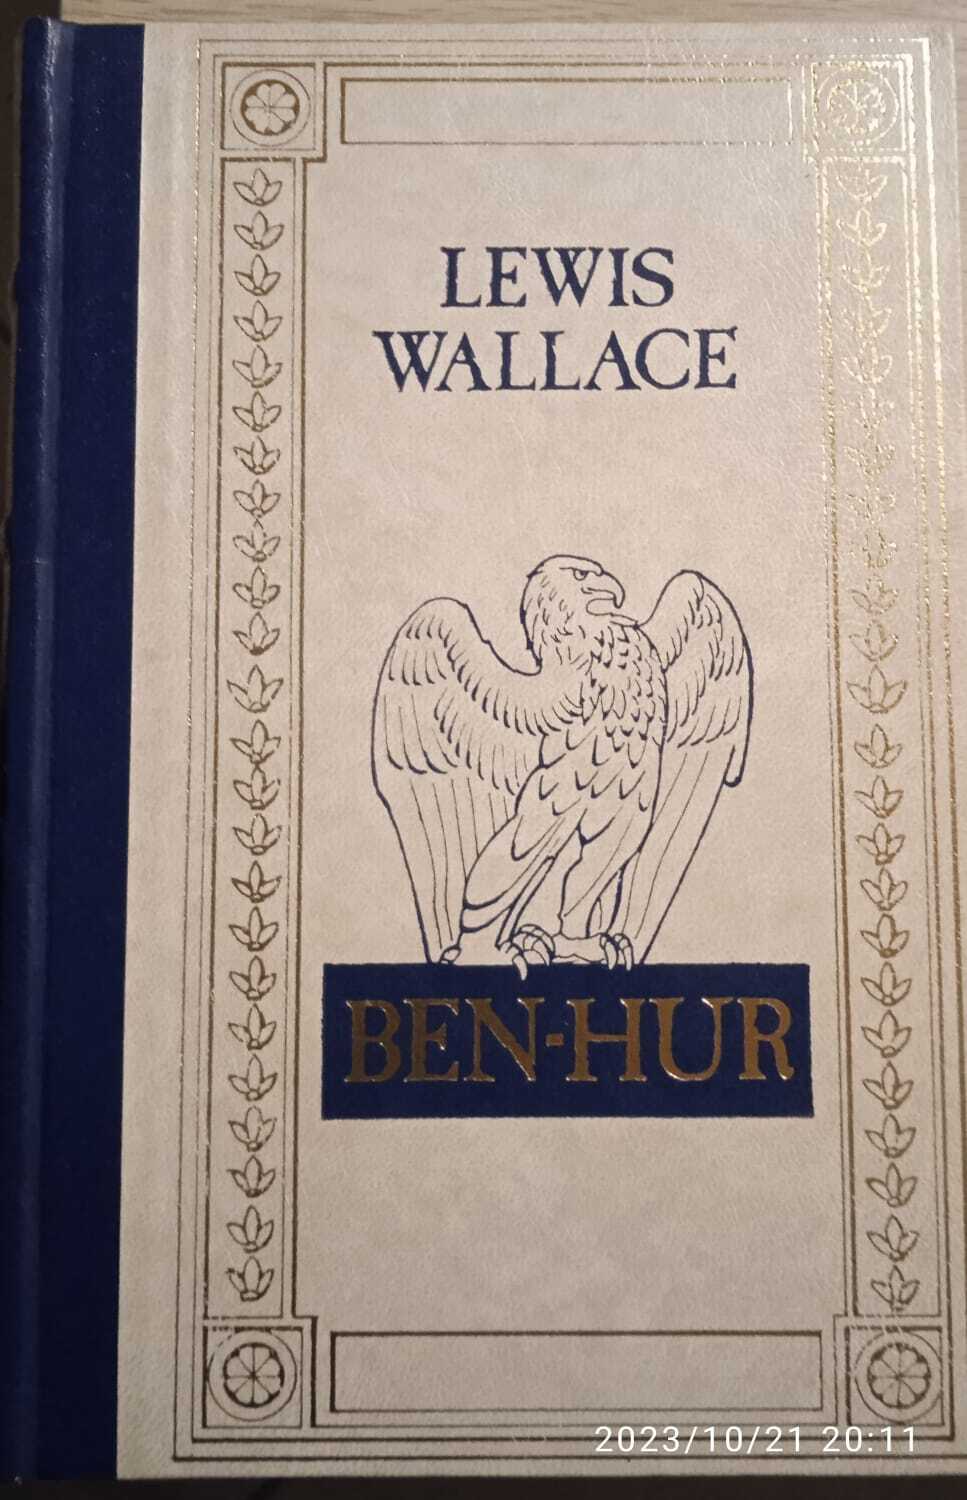 LEWIS
WALLACE
BEN-HUR
2023/10/21 20:11